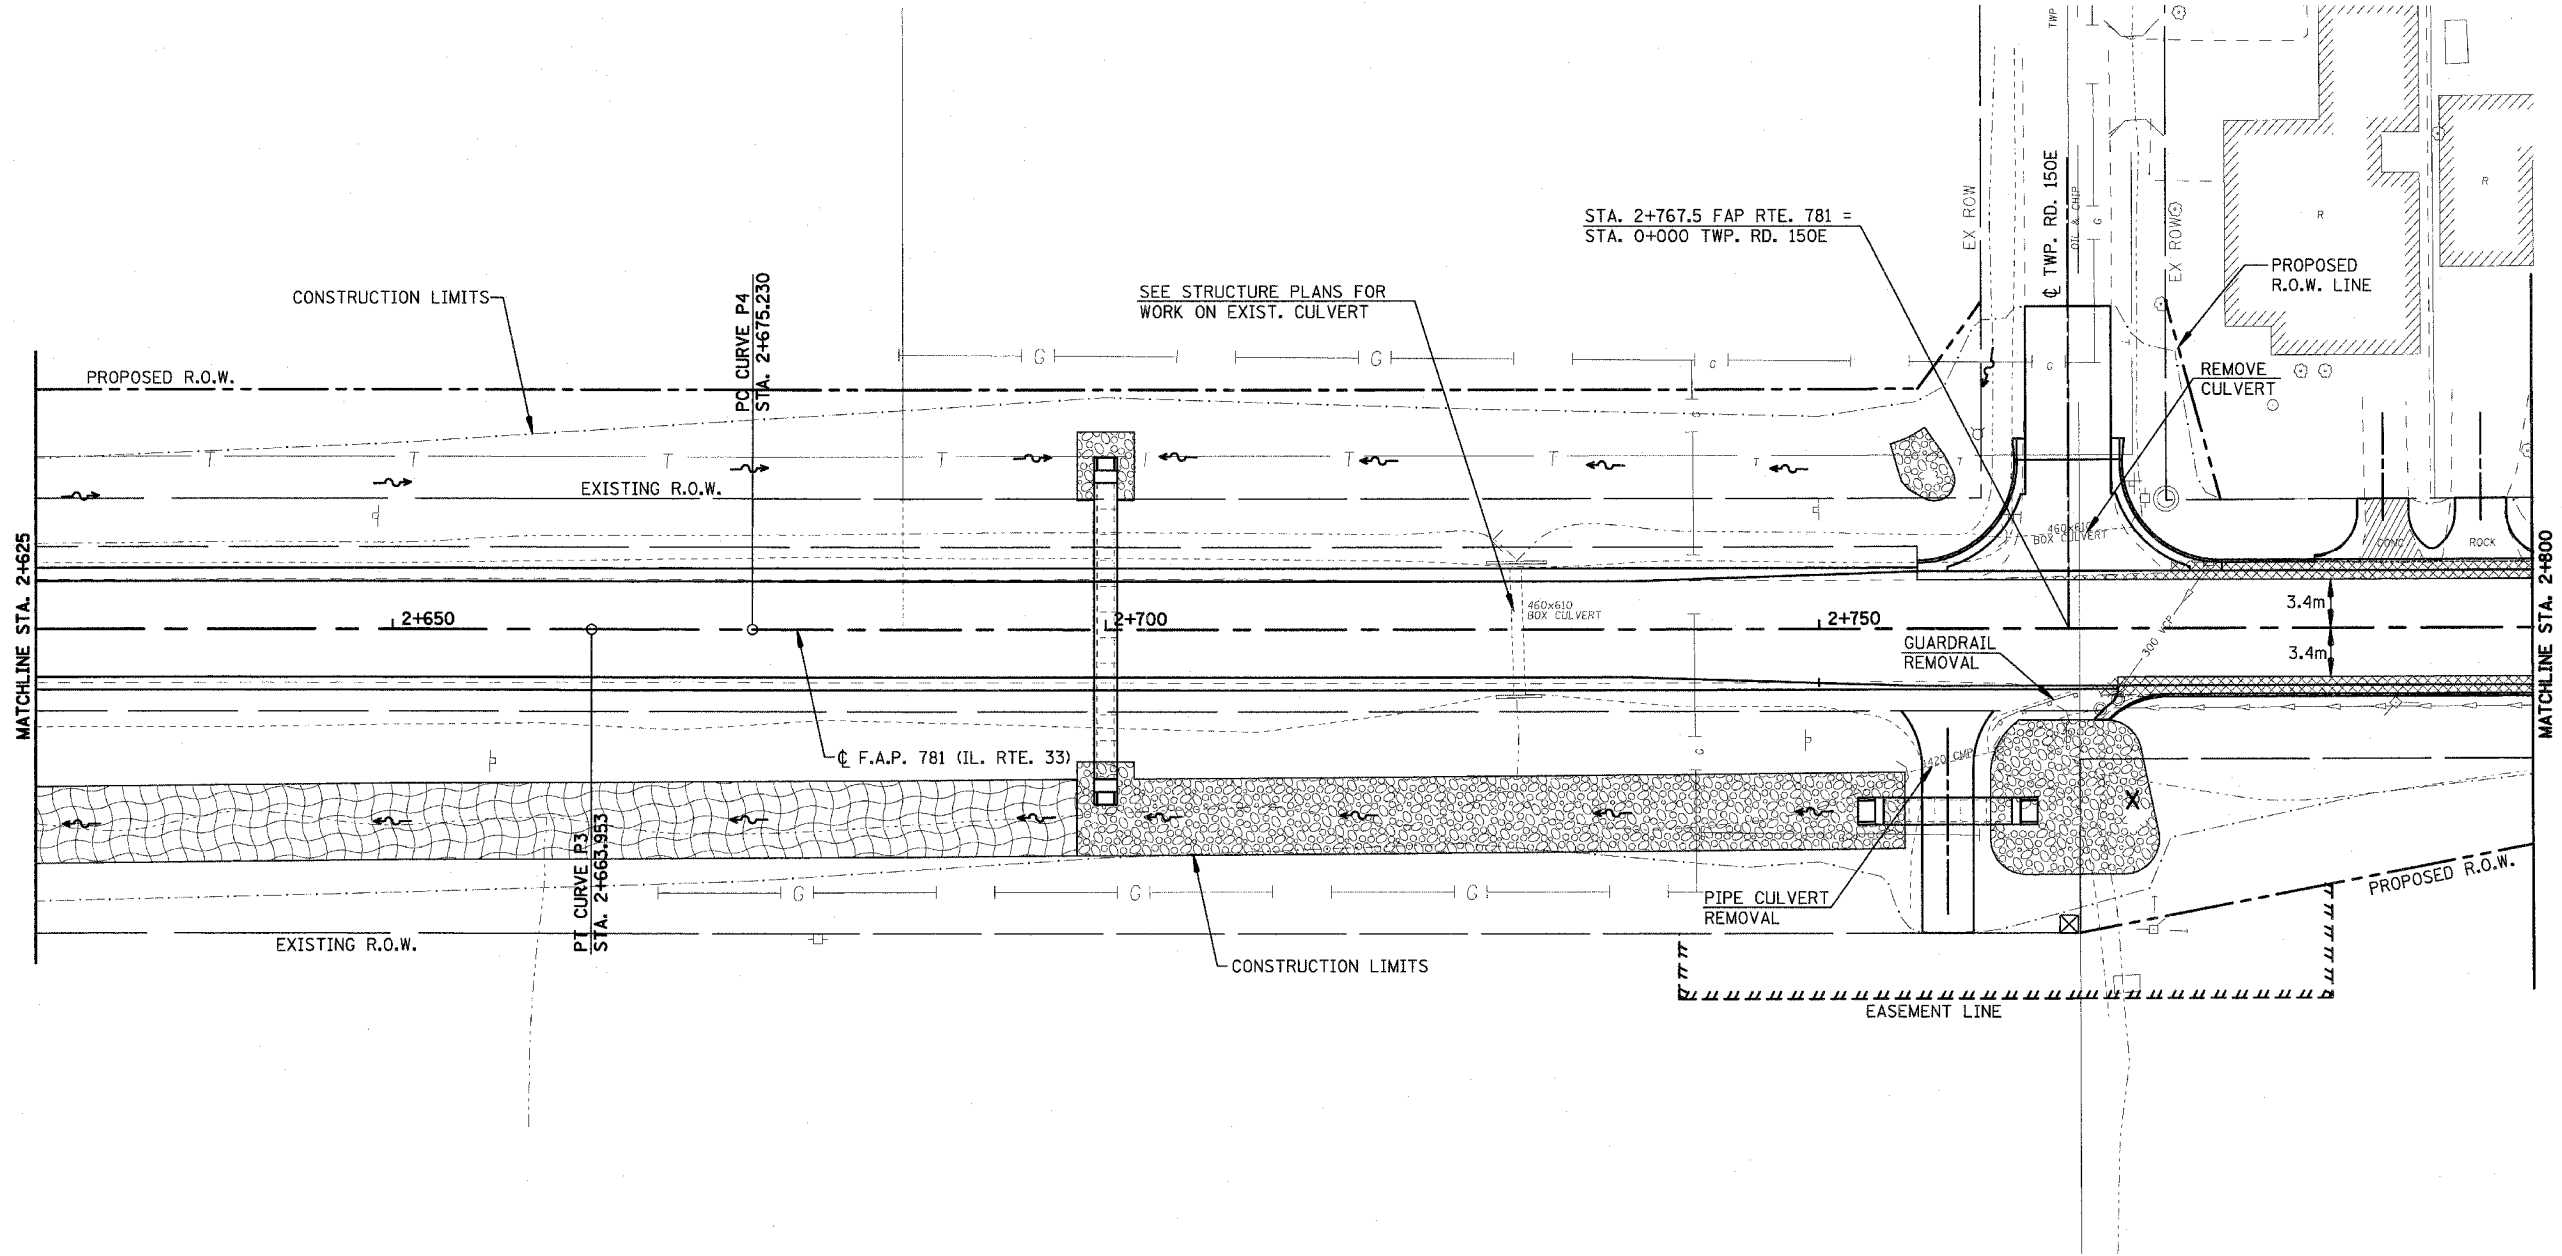 TWP
STA. 2+767.5 FAP RTE. 781 =
STA. 0+000 TWP. RD. 150E
EX ROW
℄ TWP. RD. 150E
OIL & CHIP
G
EX ROW
R
R
PROPOSED
R.O.W. LINE
CONSTRUCTION LIMITS
PC CURVE P4
STA. 2+675.230
SEE STRUCTURE PLANS FOR
WORK ON EXIST. CULVERT
G
G
G
G
REMOVE
CULVERT
PROPOSED R.O.W.
T
T
T
T
T
T
T
T
EXISTING R.O.W.
460x610
BOX CULVERT
CONC
ROCK
MATCHLINE STA. 2+625
MATCHLINE STA. 2+800
2+650
2+700
460x610
BOX CULVERT
2+750
3.4m
3.4m
300 VCP
GUARDRAIL
REMOVAL
℄ F.A.P. 781 (IL. RTE. 33)
G
PT CURVE P3
STA. 2+663.953
G
G
G
PIPE CULVERT
REMOVAL
PROPOSED R.O.W.
EXISTING R.O.W.
CONSTRUCTION LIMITS
EASEMENT LINE